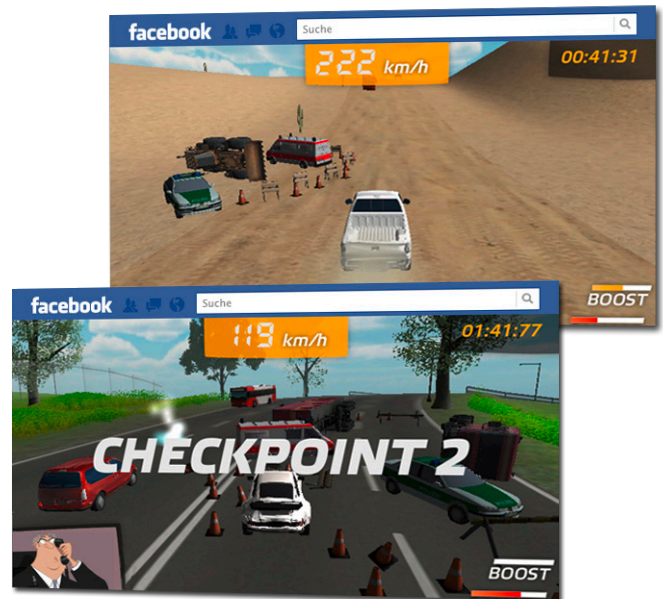 facebook
Suche
222 km/h
00:41:31
BOOST
facebook
Suche
119 km/h
01:41:77
CHECKPOINT 2
BOOST